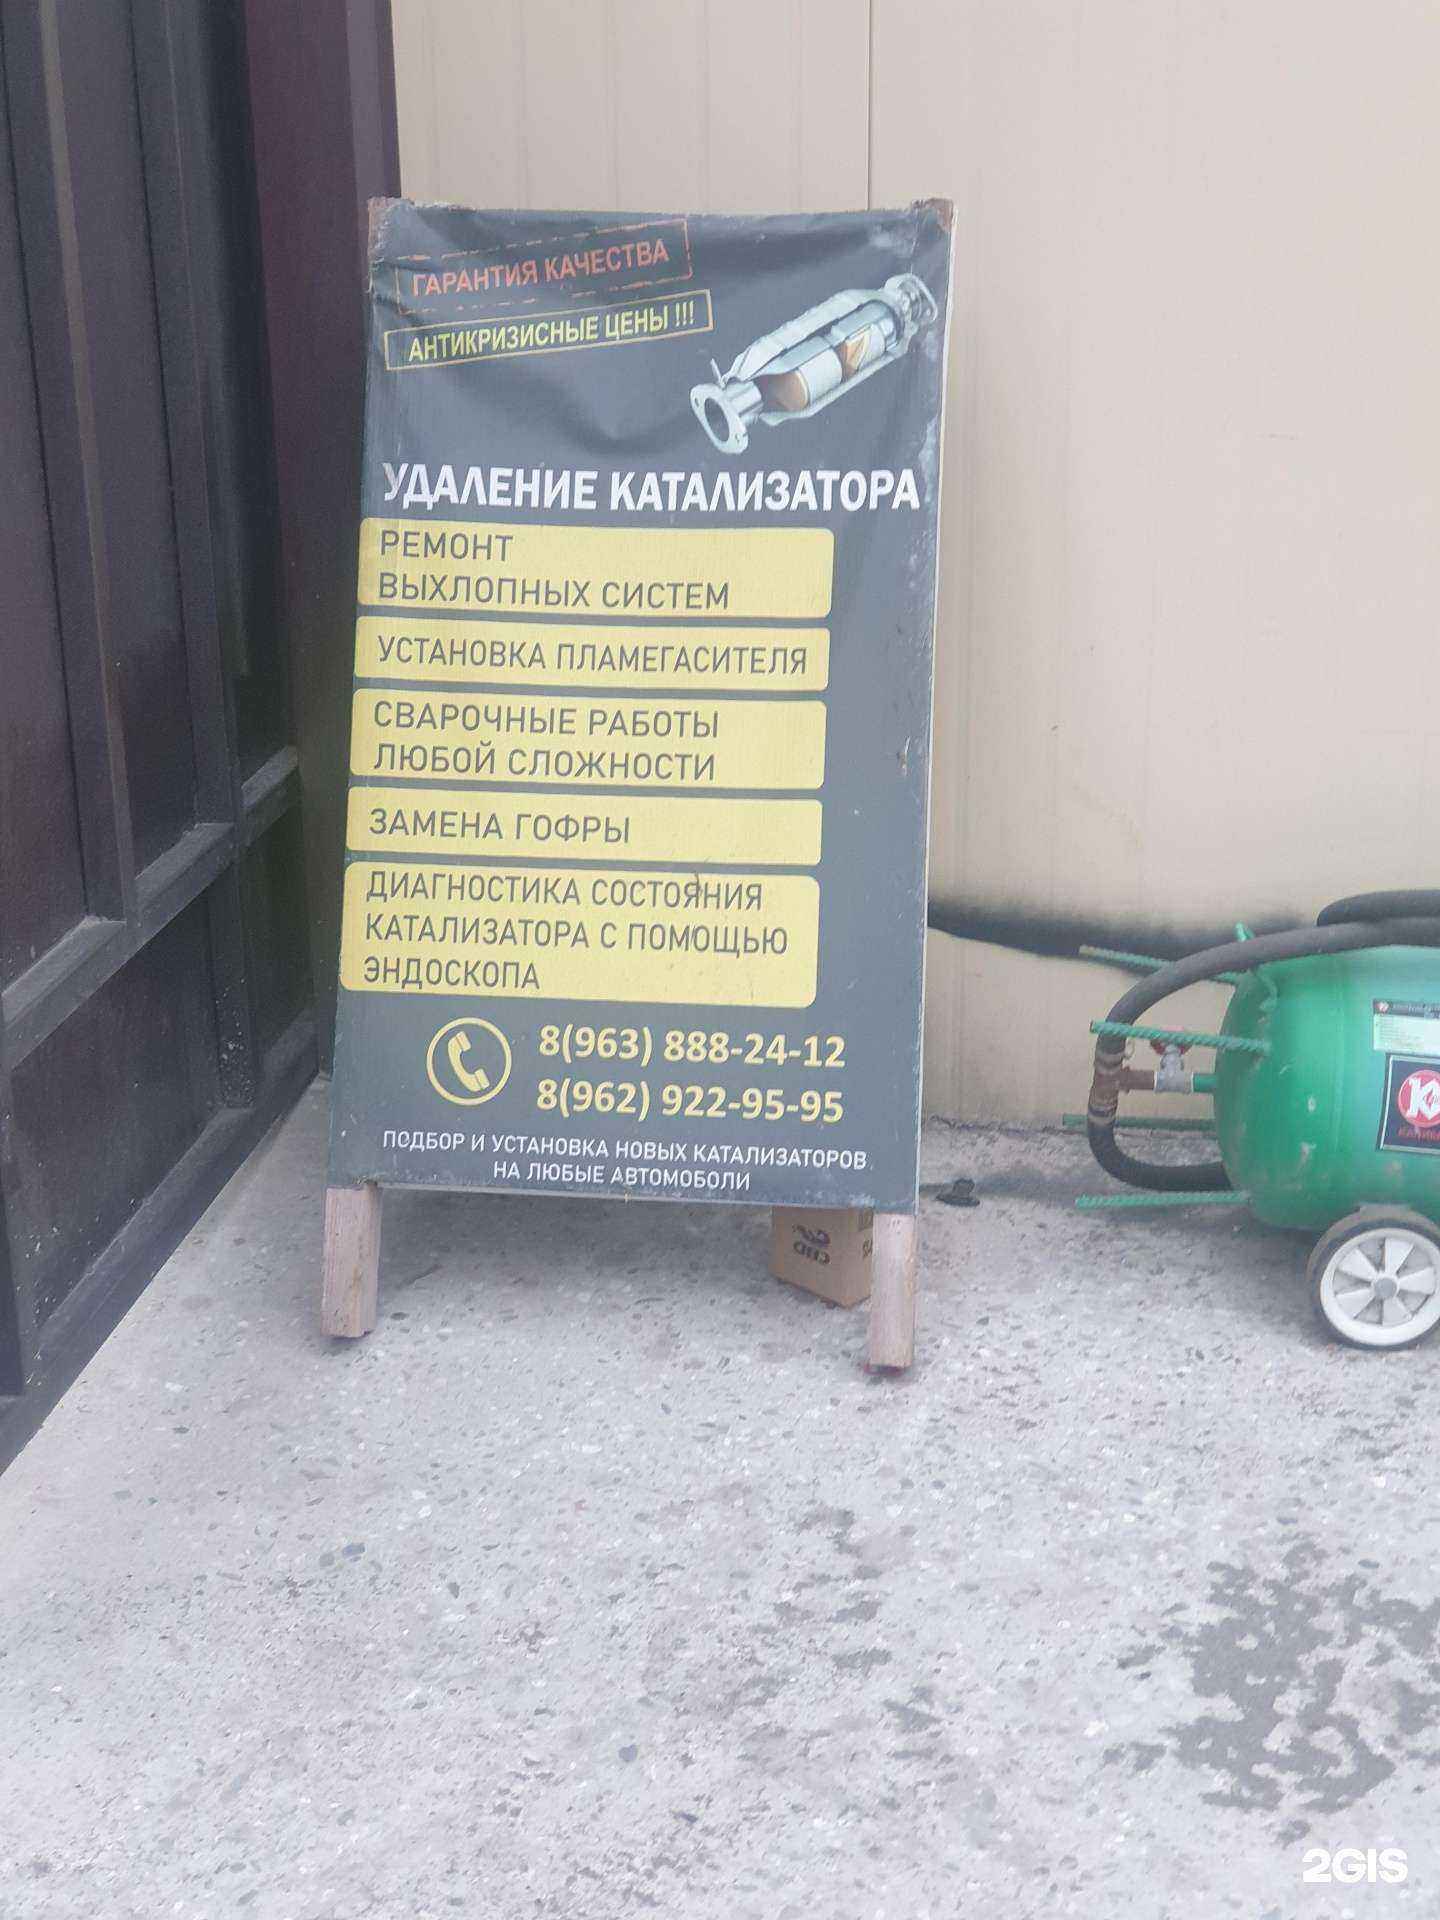 ГАРАНТИЯ КАЧЕСТВА
АНТИКРИЗИСНЫЕ ЦЕНЫ !!!
УДАЛЕНИЕ КАТАЛИЗАТОРА
РЕМОНТ
ВЫХЛОПНЫХ СИСТЕМ
УСТАНОВКА ПЛАМЕГАСИТЕЛЯ
СВАРОЧНЫЕ РАБОТЫ
ЛЮБОЙ СЛОЖНОСТИ
ЗАМЕНА ГОФРЫ
ДИАГНОСТИКА СОСТОЯНИЯ
КАТАЛИЗАТОРА С ПОМОЩЬЮ
ЭНДОСКОПА
8(963) 888-24-12
8(962) 922-95-95
ПОДБОР И УСТАНОВКА НОВЫХ КАТАЛИЗАТОРОВ
НА ЛЮБЫЕ АВТОМОБОЛИ
2GIS